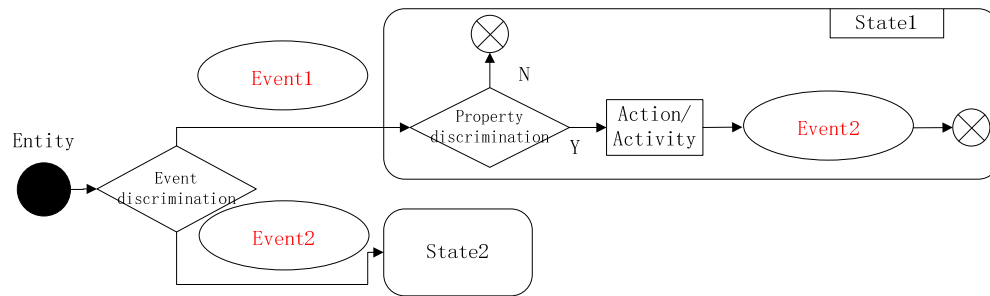 State1
Event1
N
Property
discrimination
Action/
Activity
Event2
Y
Entity
Event
discrimination
Event2
State2